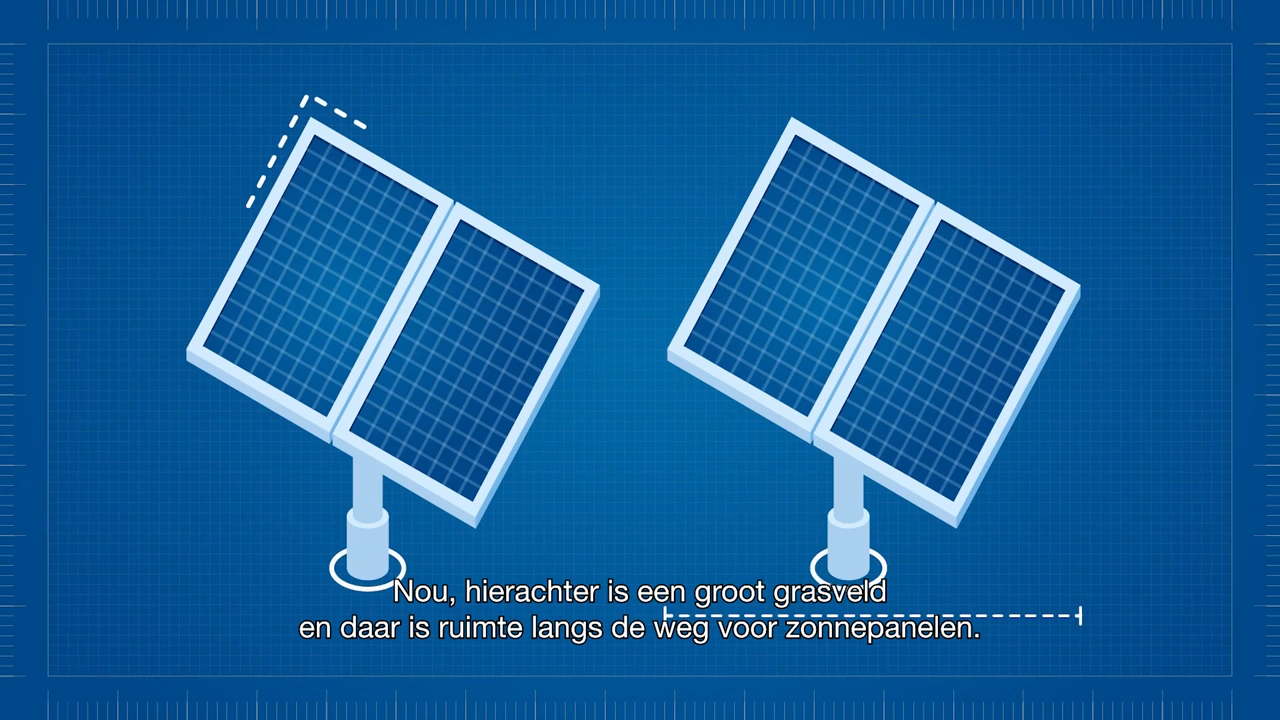 Nou, hierachter is een groot grasveld
en daar is ruimte langs de weg voor zonnepanelen.